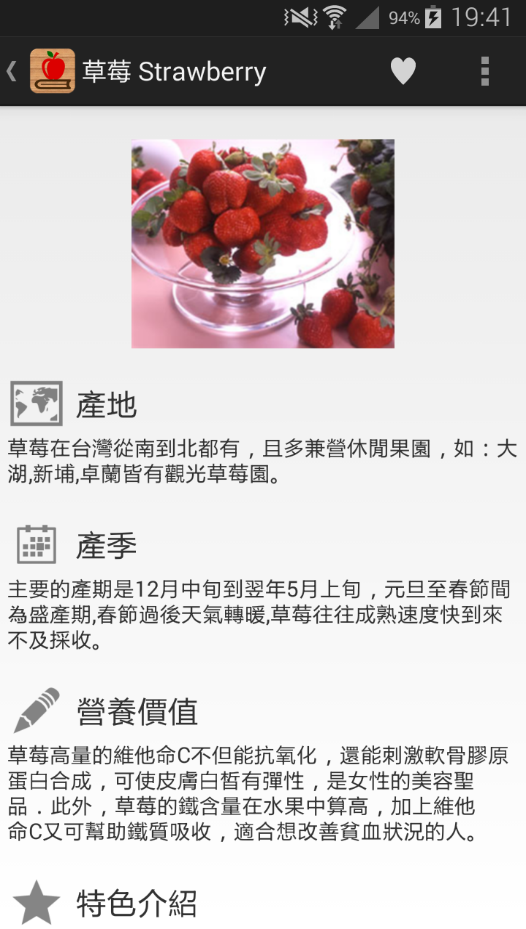 94% 19:41
草莓 Strawberry
產地
草莓在台灣從南到北都有，且多兼營休閒果園，如：大
湖,新埔,卓蘭皆有觀光草莓園。
產季
主要的產期是12月中旬到翌年5月上旬，元旦至春節間
為盛產期,春節過後天氣轉暖,草莓往往成熟速度快到來
不及採收。
營養價值
草莓高量的維他命C不但能抗氧化，還能刺激軟骨膠原
蛋白合成，可使皮膚白皙有彈性，是女性的美容聖
品．此外，草莓的鐵含量在水果中算高，加上維他
命C又可幫助鐵質吸收，適合想改善貧血狀況的人。
特色介紹